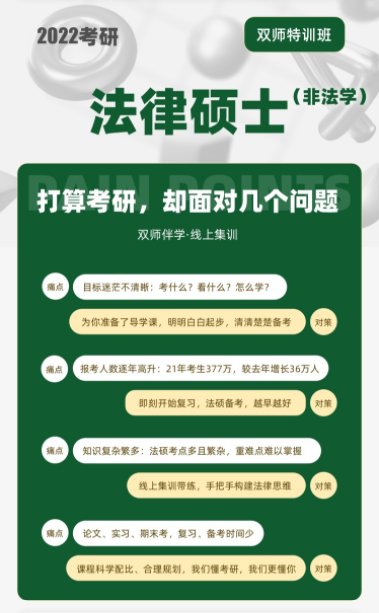 2022考研
双师特训班
法律硕士（非法学）
PAIN POINTS
打算考研，却面对几个问题
双师伴学·线上集训
痛点 目标迷茫不清晰：考什么？看什么？怎么学？
为你准备了导学课，明明白白起步，清清楚楚备考 对策
痛点 报考人数逐年高升：21年考生377万，较去年增长36万人
即刻开始复习，法硕备考，越早越好 对策
痛点 知识复杂繁多：法硕考点多且繁杂，重难点难以掌握
线上集训带练，手把手构建法律思维 对策
痛点 论文、实习、期末考，复习、备考时间少
课程科学配比、合理规划，我们懂考研，我们更懂你 对策